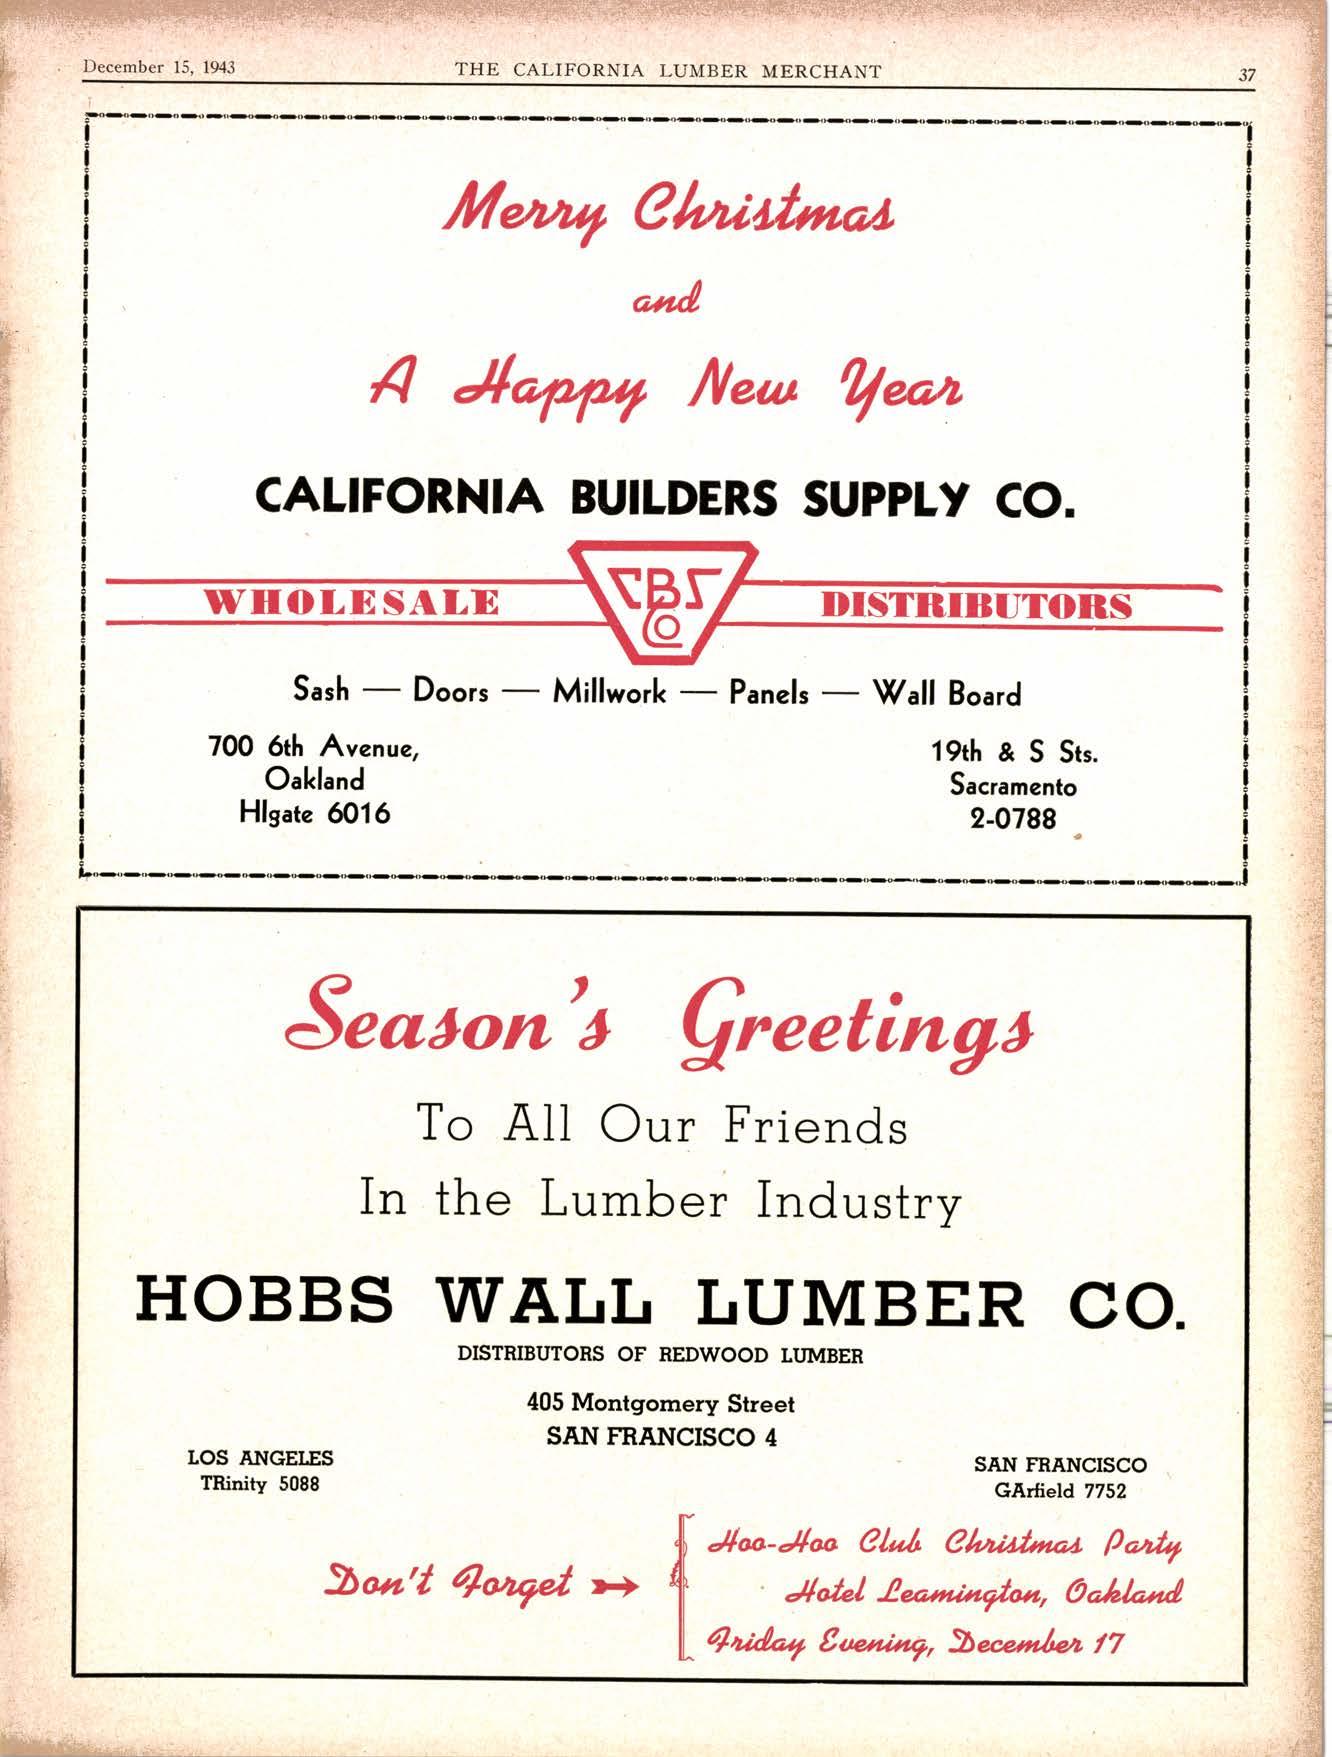 December 15, 1943 THE CALIFORNIA LUMBER MERCHANT 37
Merry Christmas
and
A Happy New Year
CALIFORNIA BUILDERS SUPPLY CO.
WHOLESALE CBS Co DISTRIBUTORS
Sash — Doors — Millwork — Panels — Wall Board
700 6th Avenue,
Oakland
HIgate 6016
19th & S Sts.
Sacramento
2-0788
Season's Greetings
To All Our Friends
In the Lumber Industry
HOBBS WALL LUMBER CO.
DISTRIBUTORS OF REDWOOD LUMBER
405 Montgomery Street
SAN FRANCISCO 4
LOS ANGELES
TRinity 5088
SAN FRANCISCO
GArfield 7752
Don't Forget
Hoo-Hoo Club Christmas Party
Hotel Leamington, Oakland
Friday Evening, December 17